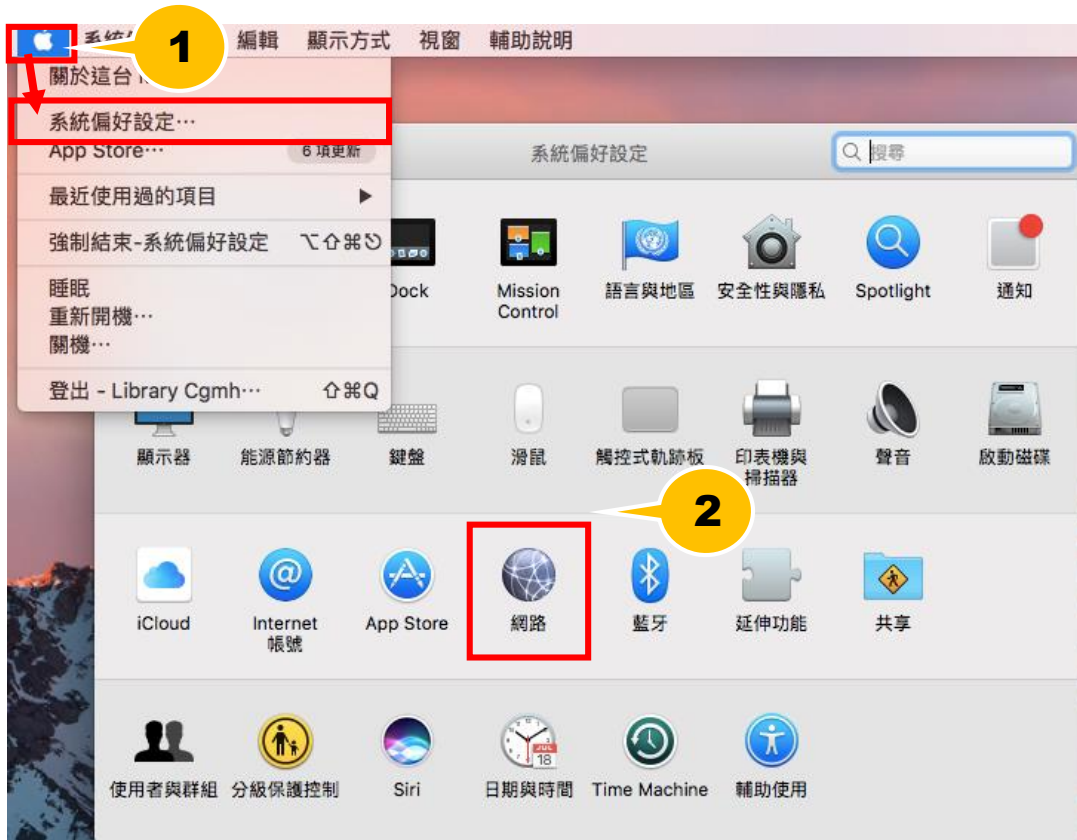 1
編輯 顯示方式 視窗 輔助說明
關於這台
系統偏好設定…
App Store… 6 項更新
最近使用過的項目
強制結束-系統偏好設定 ⌥⇧⌘⎋
睡眠
重新開機…
關機…
登出 - Library Cgmh… ⇧⌘Q
系統偏好設定
搜尋
Dock
Mission
Control
語言與地區
安全性與隱私
Spotlight
通知
顯示器
能源節約器
鍵盤
滑鼠
觸控式軌跡板
印表機與
掃描器
聲音
啟動磁碟
2
iCloud
Internet
帳號
App Store
網路
藍牙
延伸功能
共享
使用者與群組
分級保護控制
Siri
JUL
18
日期與時間
Time Machine
輔助使用